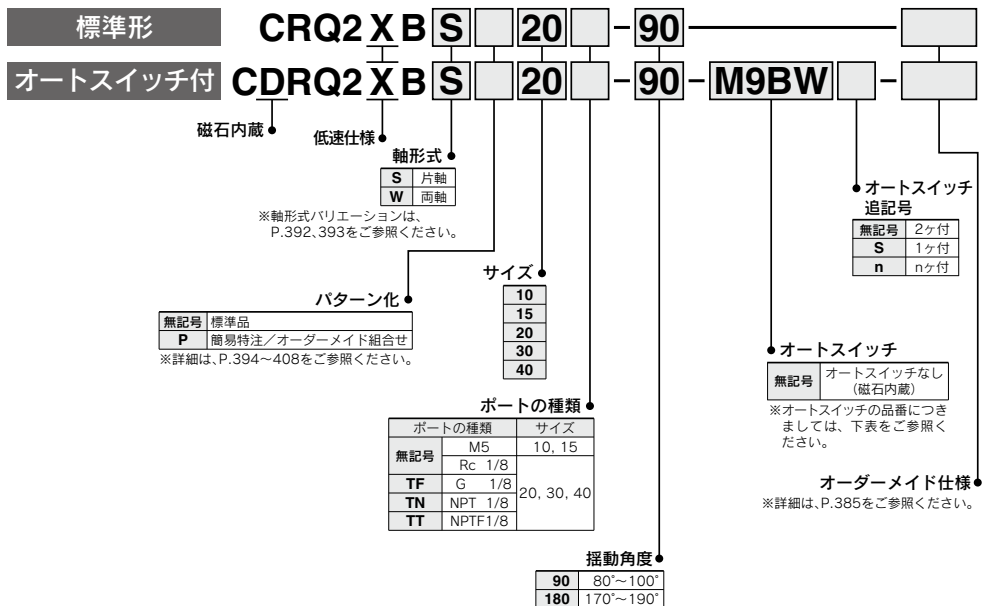 標準形 CRQ2XBS 20 - 90
オートスイッチ付 CDRQ2XBS 20 - 90 - M9BW -
磁石内蔵
低速仕様
軸形式
S 片軸
W 両軸
※軸形式バリエーションは、
P.392、393をご参照ください。
パターン化
無記号 標準品
P 簡易特注／オーダーメイド組合せ
※詳細は、P.394～408をご参照ください。
サイズ
10
15
20
30
40
ポートの種類
ポートの種類 サイズ
無記号 M5 10, 15
Rc 1/8 20, 30, 40
TF G 1/8
TN NPT 1/8
TT NPTF1/8
揺動角度
90 80°～100°
180 170°～190°
オートスイッチ
追記号
無記号 2ヶ付
S 1ヶ付
n nヶ付
オートスイッチ
無記号 オートスイッチなし
（磁石内蔵）
※オートスイッチの品番につき
ましては、下表をご参照く
ださい。
オーダーメイド仕様
※詳細は、P.385をご参照ください。